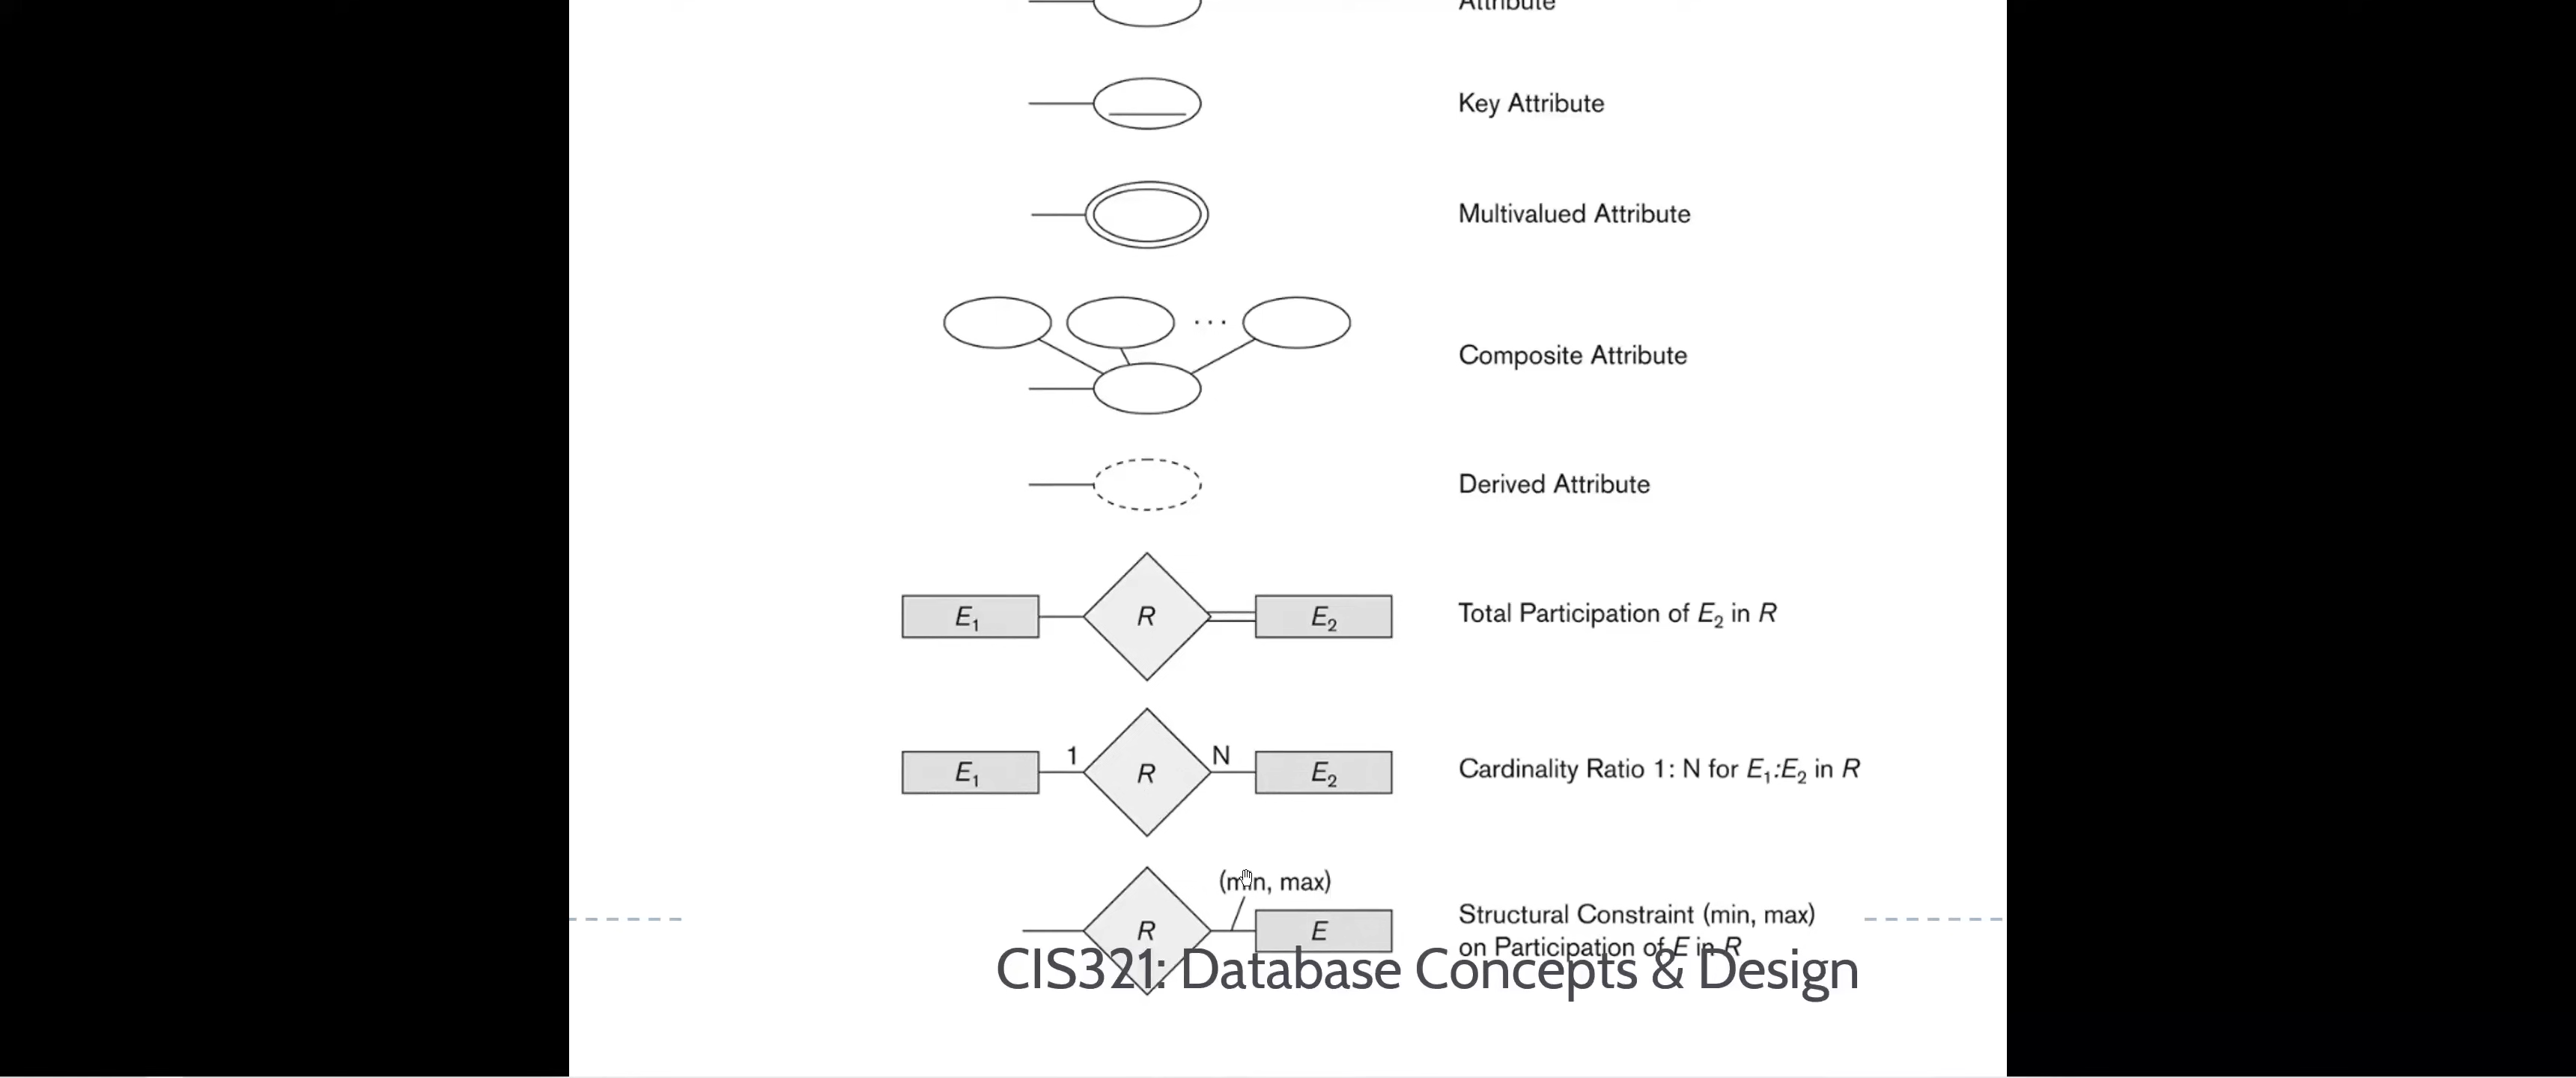 Attribute
Key Attribute
Multivalued Attribute
Composite Attribute
Derived Attribute
E1 R E2 Total Participation of E2 in R
E1 1 R N E2 Cardinality Ratio 1: N for E1:E2 in R
(min, max)
R E Structural Constraint (min, max)
on Participation of E in R
CIS321: Database Concepts & Design